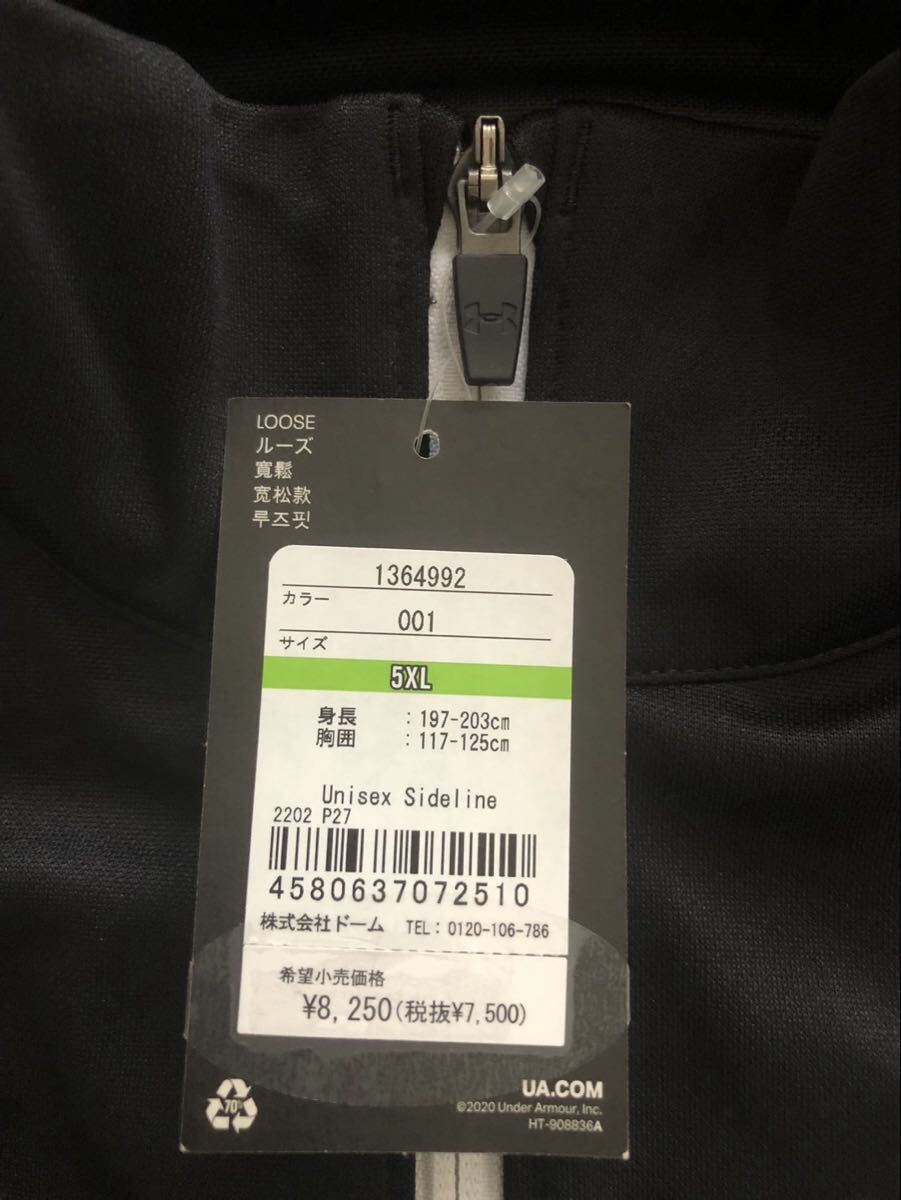 LOOSE
ルーズ
寬鬆
宽松款
루즈핏
1364992
カラー
001
サイズ
5XL
身長 : 197-203cm
胸囲 : 117-125cm
Unisex Sideline
2202 P27
4580637072510
株式会社ドーム TEL: 0120-106-786
希望小売価格
¥8,250(税抜¥7,500)
70%
UA.COM
©2020 Under Armour, Inc.
HT-908836A